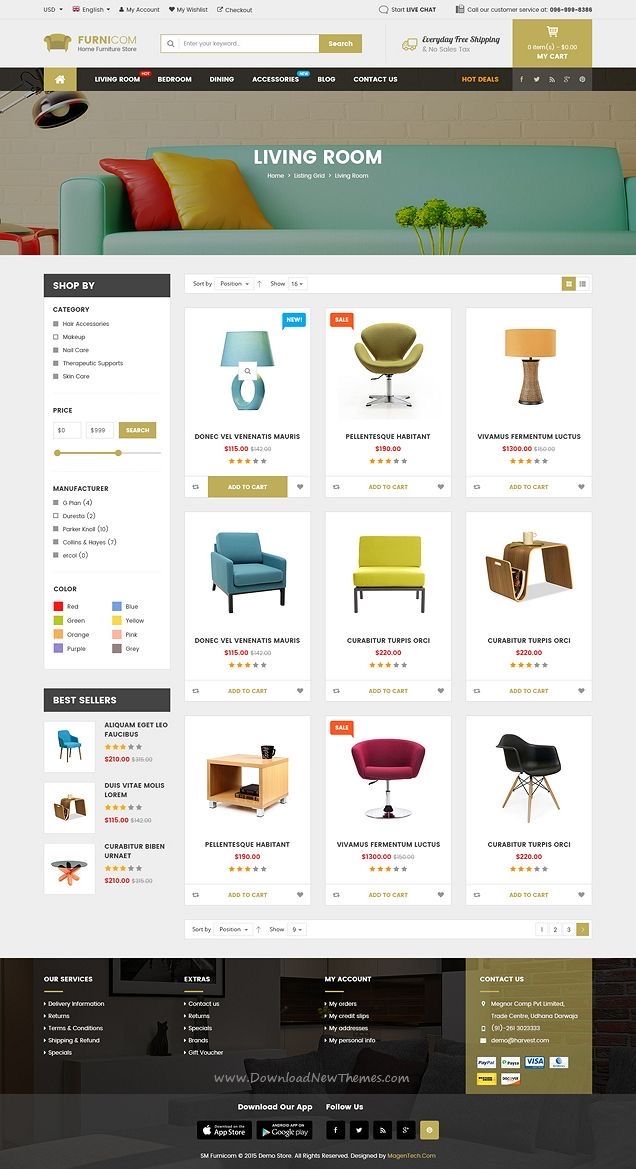 USD English My Account My Wishlist Checkout Start LIVE CHAT Call our customer service at: 096-999-8386
FURNICOM
Home Furniture Store
Enter your keyword... Search
Everyday Free Shipping
& No Sales Tax
0 item(s) - $0.00
MY CART
LIVING ROOM HOT BEDROOM DINING ACCESSORIES NEW BLOG CONTACT US HOT DEALS
LIVING ROOM
Home > Listing Grid > Living Room
SHOP BY
CATEGORY
Hair Accessories
Makeup
Nail Care
Therapeutic Supports
Skin Care
PRICE
$0 $999 SEARCH
MANUFACTURER
G Plan (4)
Duresta (2)
Parker Knoll (10)
Collins & Hayes (7)
ercol (0)
COLOR
Red Blue
Green Yellow
Orange Pink
Purple Grey
BEST SELLERS
ALIQUAM EGET LEO
FAUCIBUS
$210.00 $315.00
DUIS VITAE MOLIS
LOREM
$115.00 $142.00
CURABITUR BIBEN
URNAET
$210.00 $315.00
Sort by Position Show 16
NEW!
SALE
DONEC VEL VENENATIS MAURIS PELLENTESQUE HABITANT VIVAMUS FERMENTUM LUCTUS
$115.00 $142.00 $190.00 $1300.00 $150.00
ADD TO CART ADD TO CART ADD TO CART
DONEC VEL VENENATIS MAURIS CURABITUR TURPIS ORCI CURABITUR TURPIS ORCI
$115.00 $142.00 $220.00 $220.00
ADD TO CART ADD TO CART ADD TO CART
SALE
PELLENTESQUE HABITANT VIVAMUS FERMENTUM LUCTUS CURABITUR TURPIS ORCI
$190.00 $1300.00 $150.00 $220.00
ADD TO CART ADD TO CART ADD TO CART
Sort by Position Show 9 1 2 3 >
OUR SERVICES
Delivery Information
Returns
Terms & Conditions
Shipping & Refund
Specials
EXTRAS
Contact us
Returns
Specials
Brands
Gift Voucher
MY ACCOUNT
My orders
My credit slips
My addresses
My personal info
CONTACT US
Megnor Comp Pvt Limited,
Trade Centre, Udhana Darwaja
(91)-261 3023333
demo@harvest.com
PayPal Payza VISA
DISCOVER
www.DownloadNewThemes.com
Download Our App Follow Us
App Store
ANDROID APP ON
Google play
SM Furnicom © 2015 Demo Store. All Rights Reserved. Designed by MagenTech.Com